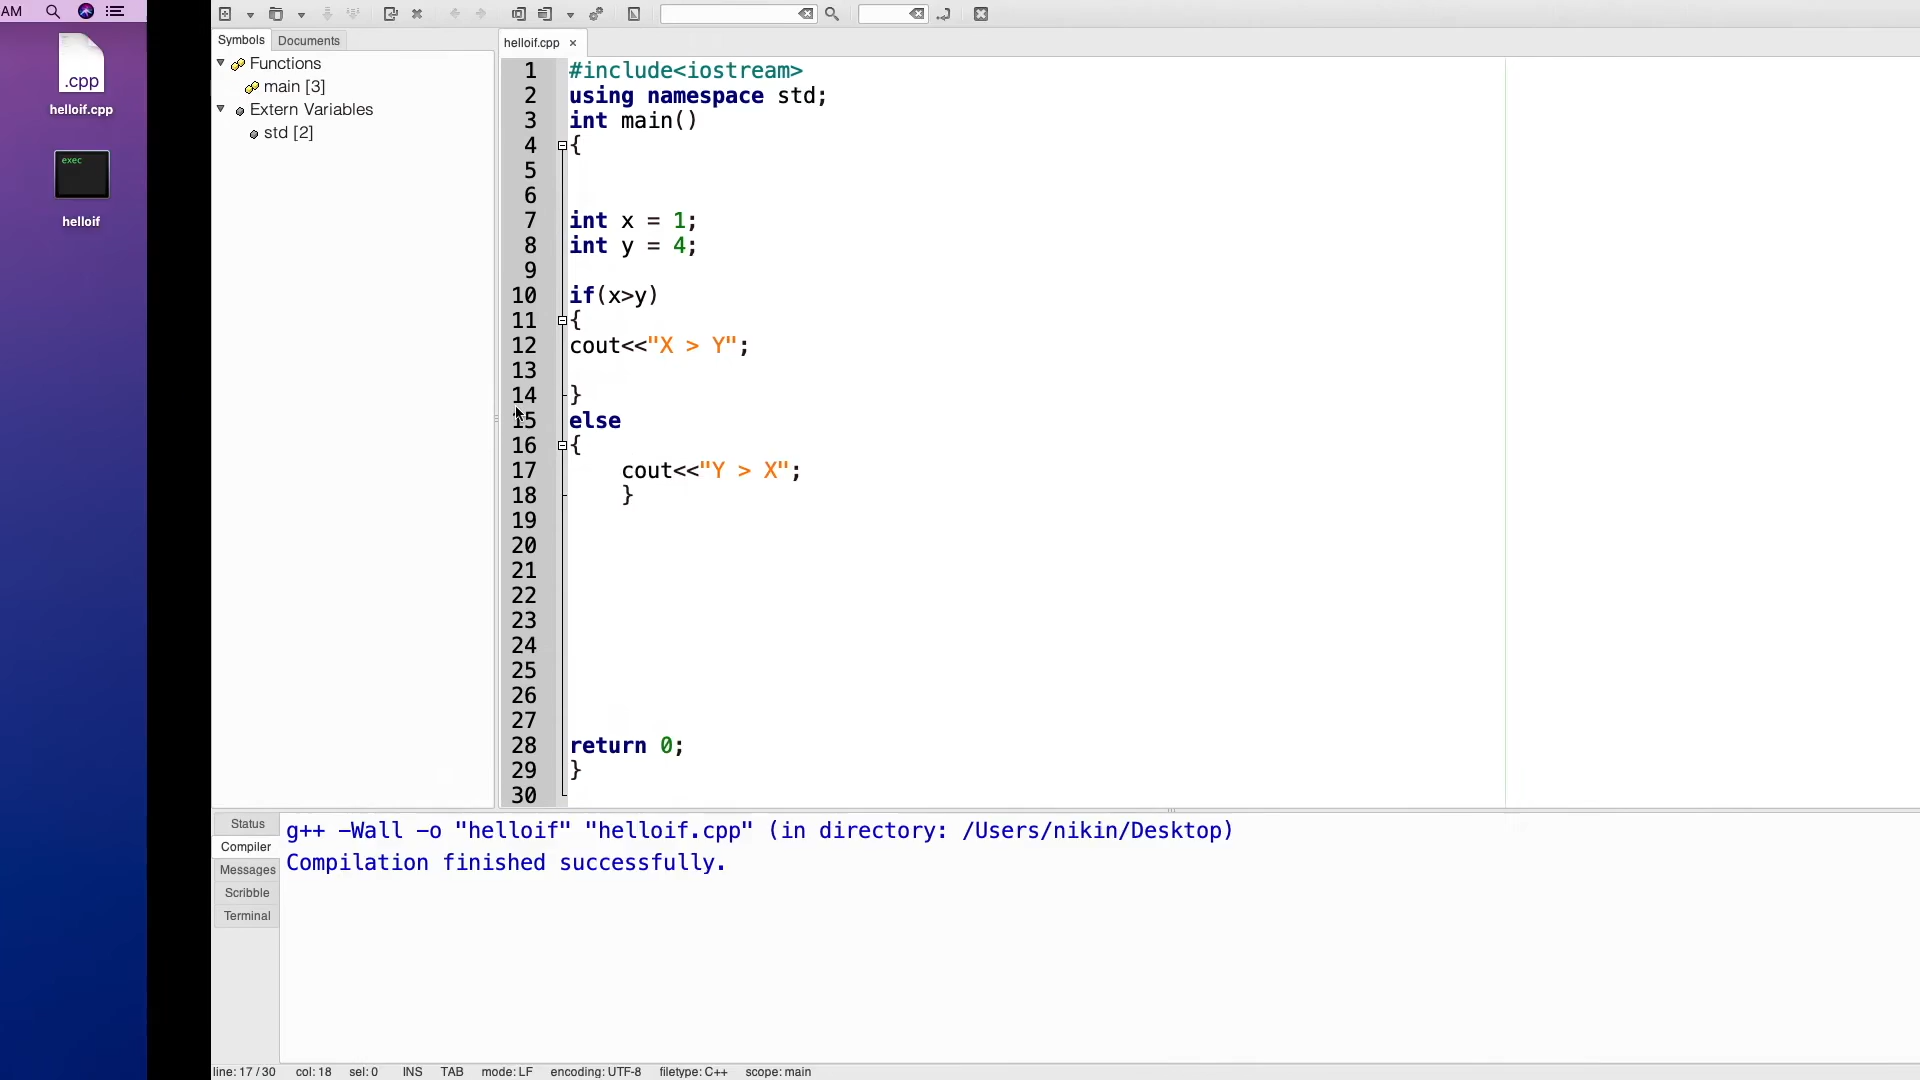 AM
.cpp
helloif.cpp
exec
helloif
Symbols
Documents
Functions
main [3]
Extern Variables
std [2]
helloif.cpp ×
1 #include<iostream>
2 using namespace std;
3 int main()
4 {
5
6
7 int x = 1;
8 int y = 4;
9
10 if(x>y)
11 {
12 cout<<"X > Y";
13
14 }
15 else
16 {
17 cout<<"Y > X";
18 }
19
20
21
22
23
24
25
26
27
28 return 0;
29 }
30
Status
Compiler
Messages
Scribble
Terminal
g++ -Wall -o "helloif" "helloif.cpp" (in directory: /Users/nikin/Desktop)
Compilation finished successfully.
line: 17 / 30 col: 18 sel: 0 INS TAB mode: LF encoding: UTF-8 filetype: C++ scope: main